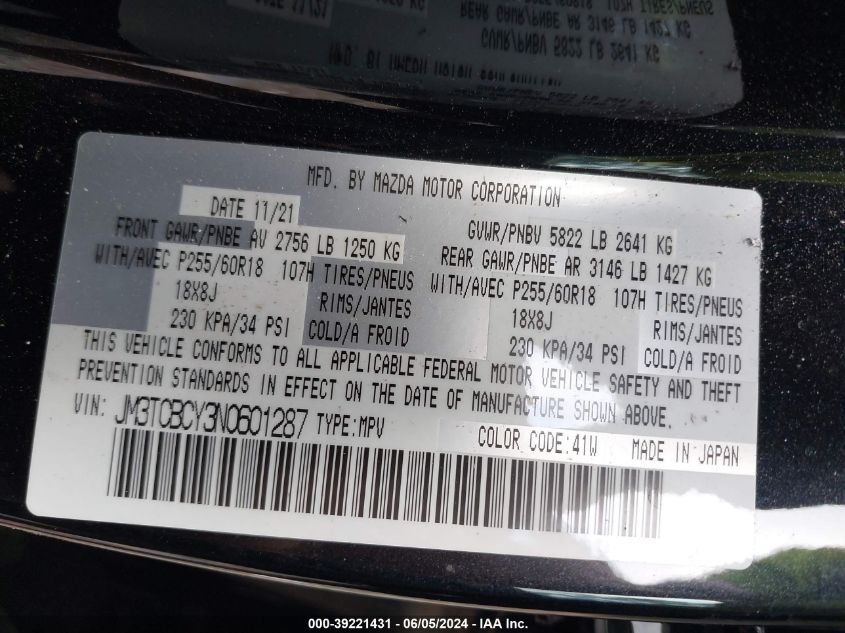 MFD. BY MAZDA MOTOR CORPORATION
DATE 11/21
GVWR/PNBV 5822 LB 2641 KG
FRONT GAWR/PNBE AV 2756 LB 1250 KG
REAR GAWR/PNBE AR 3146 LB 1427 KG
WITH/AVEC P255/60R18 107H TIRES/PNEUS
WITH/AVEC P255/60R18 107H TIRES/PNEUS
18X8J RIMS/JANTES
18X8J RIMS/JANTES
230 KPA/34 PSI COLD/A FROID
230 KPA/34 PSI COLD/A FROID
THIS VEHICLE CONFORMS TO ALL APPLICABLE FEDERAL MOTOR VEHICLE SAFETY AND THEFT
PREVENTION STANDARDS IN EFFECT ON THE DATE OF MANUFACTURE SHOWN ABOVE.
VIN: JM3TCBCY3N0601287 TYPE:MPV
COLOR CODE:41W MADE IN JAPAN
000-39221431 - 06/05/2024 - IAAI.COM